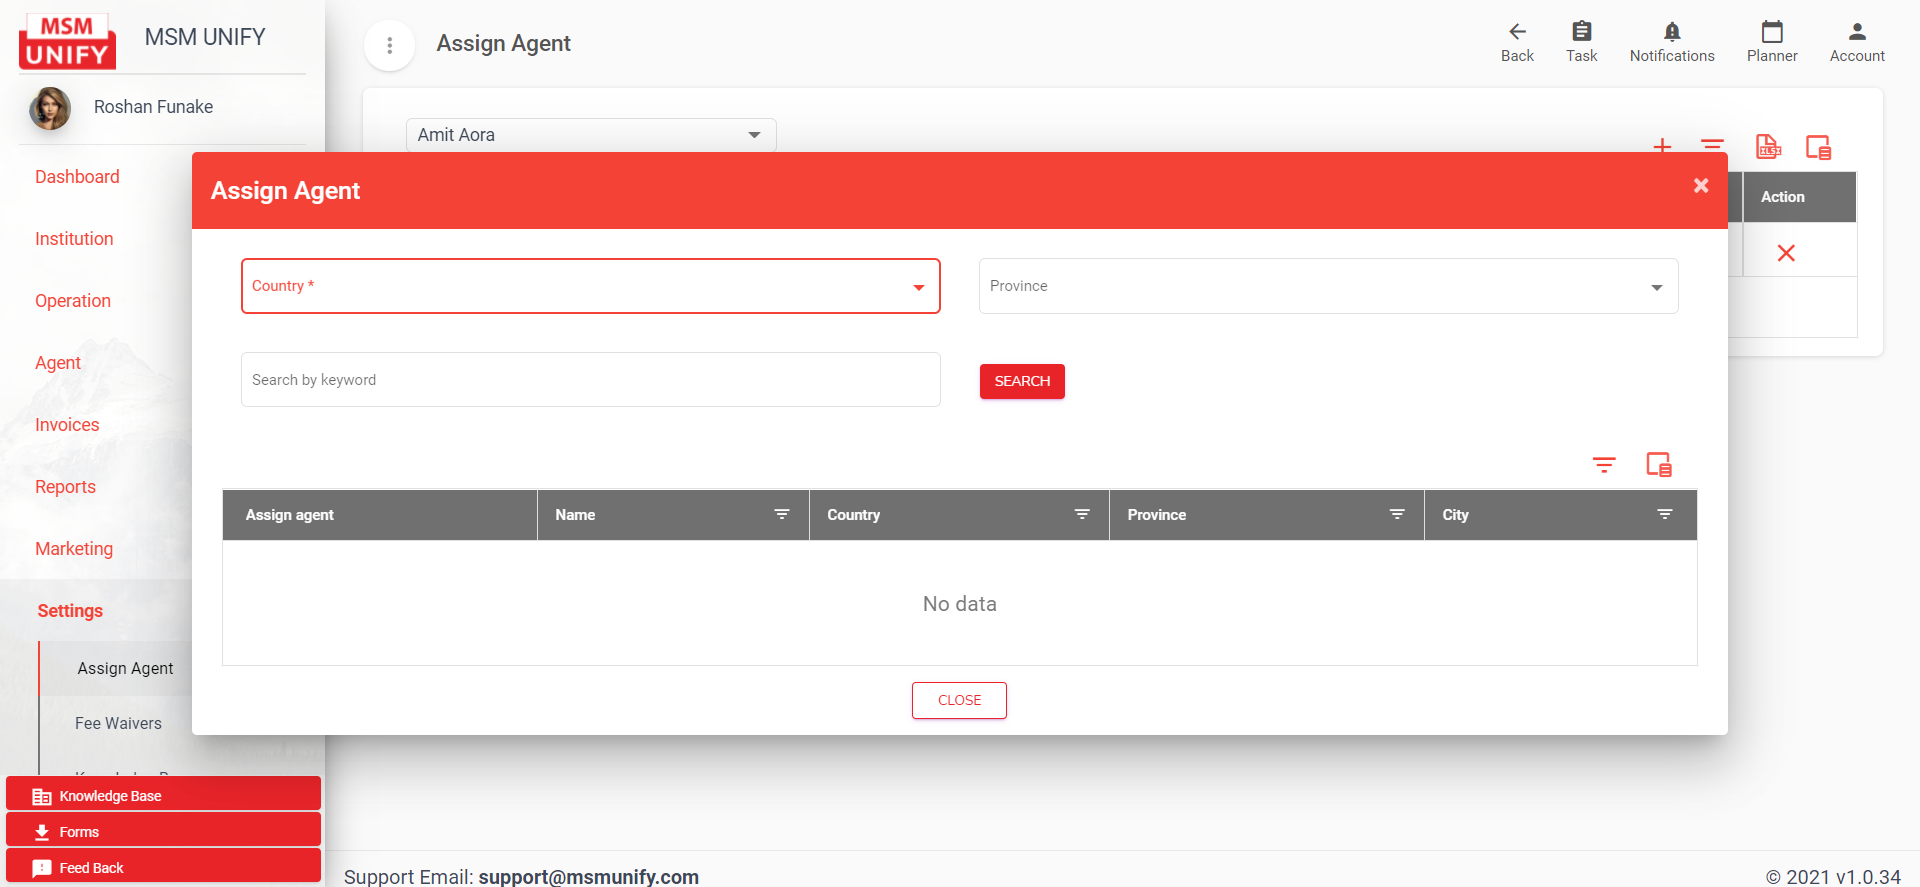 MSM
UNIFY
MSM UNIFY
Roshan Funake
Dashboard
Institution
Operation
Agent
Invoices
Reports
Marketing
Settings
Assign Agent
Fee Waivers
Knowledge Base
Forms
Feed Back
Assign Agent
Back
Task
Notifications
Planner
Account
Amit Aora
XLSX
Action
Assign Agent
Country *
Province
Search by keyword
SEARCH
Assign agent
Name
Country
Province
City
No data
CLOSE
Support Email: support@msmunify.com
© 2021 v1.0.34